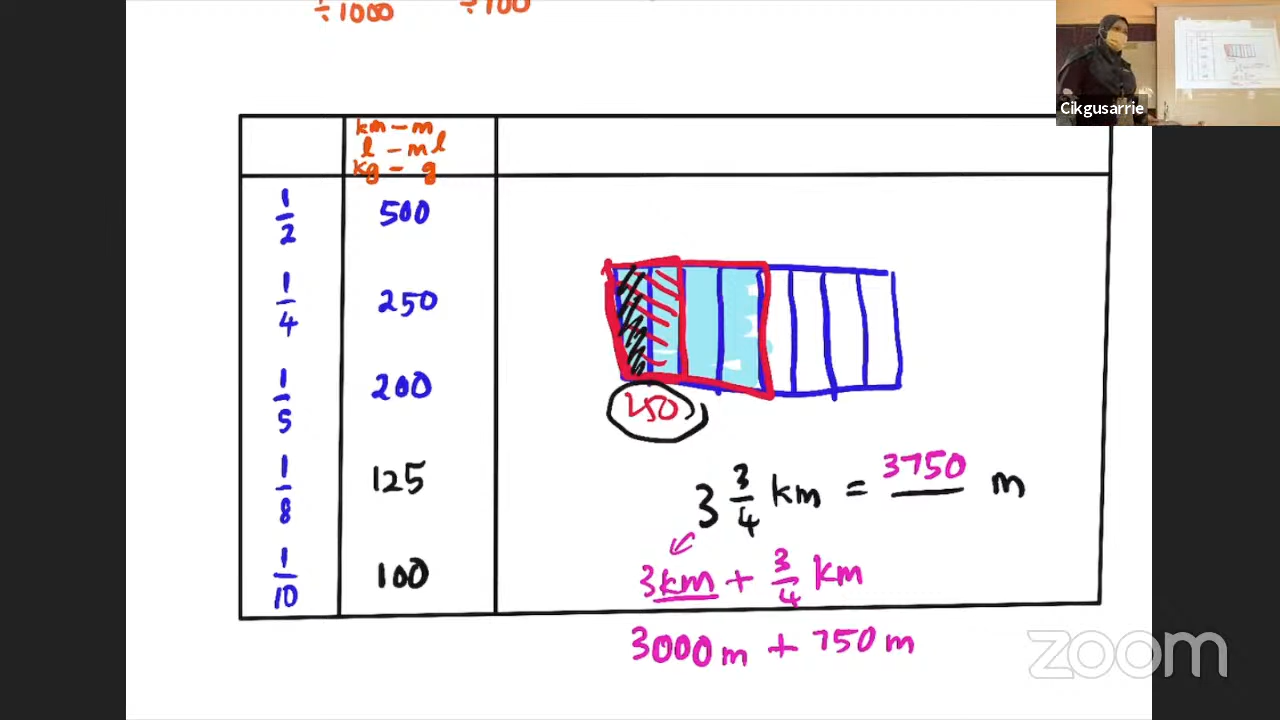 ÷1000 ÷100
Cikgusarrie
km - m
l - ml
kg - g
1/2 500
1/4 250
1/5 200
1/8 125
1/10 100
250
3 3/4 km = 3750 m
3km + 3/4 km
3000 m + 750 m
zoom